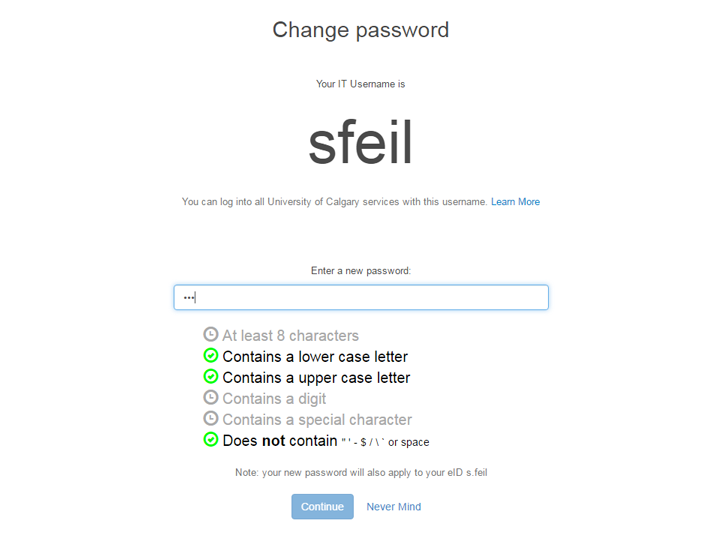 Change password
Your IT Username is
sfeil
You can log into all University of Calgary services with this username. Learn More
Enter a new password:
•••
At least 8 characters
Contains a lower case letter
Contains a upper case letter
Contains a digit
Contains a special character
Does not contain " ' - $ / \ ` or space
Note: your new password will also apply to your eID s.feil
Continue Never Mind